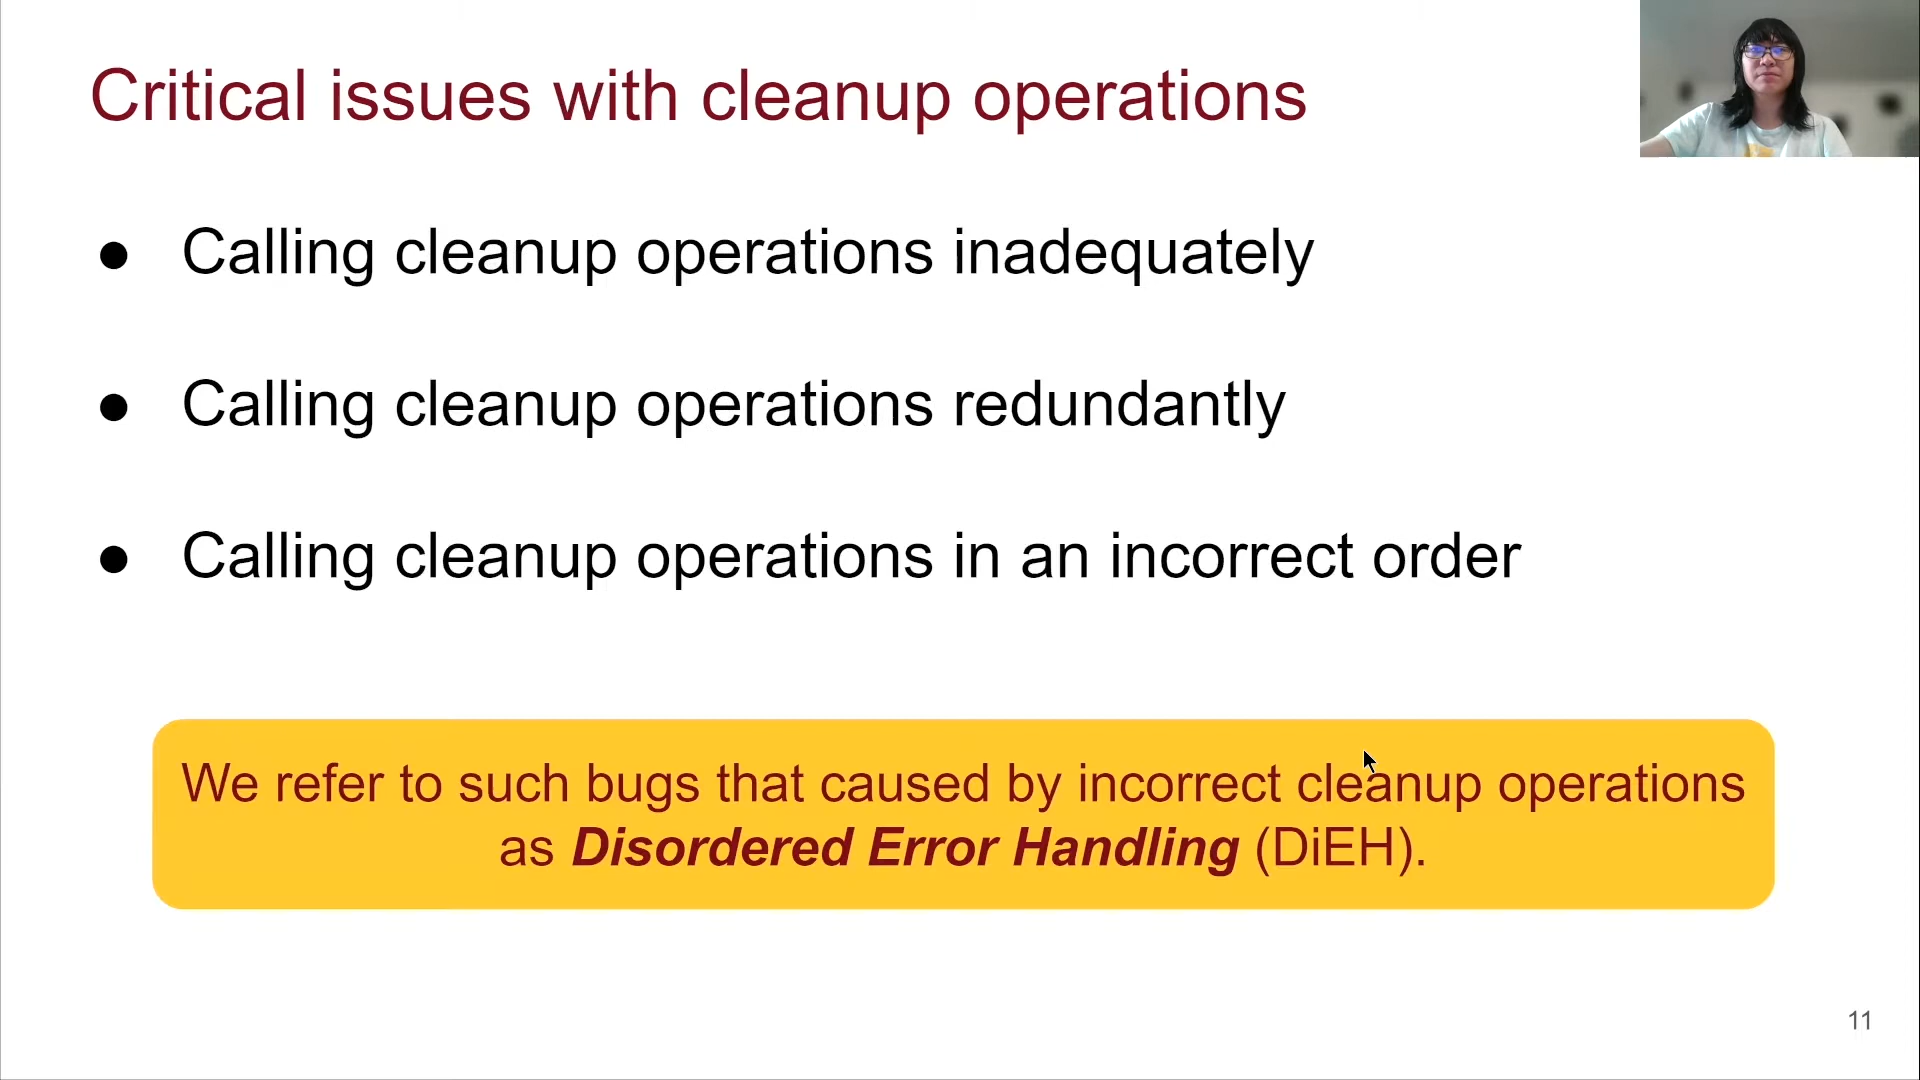 Critical issues with cleanup operations
● Calling cleanup operations inadequately
● Calling cleanup operations redundantly
● Calling cleanup operations in an incorrect order
We refer to such bugs that caused by incorrect cleanup operations
as Disordered Error Handling (DiEH).
11